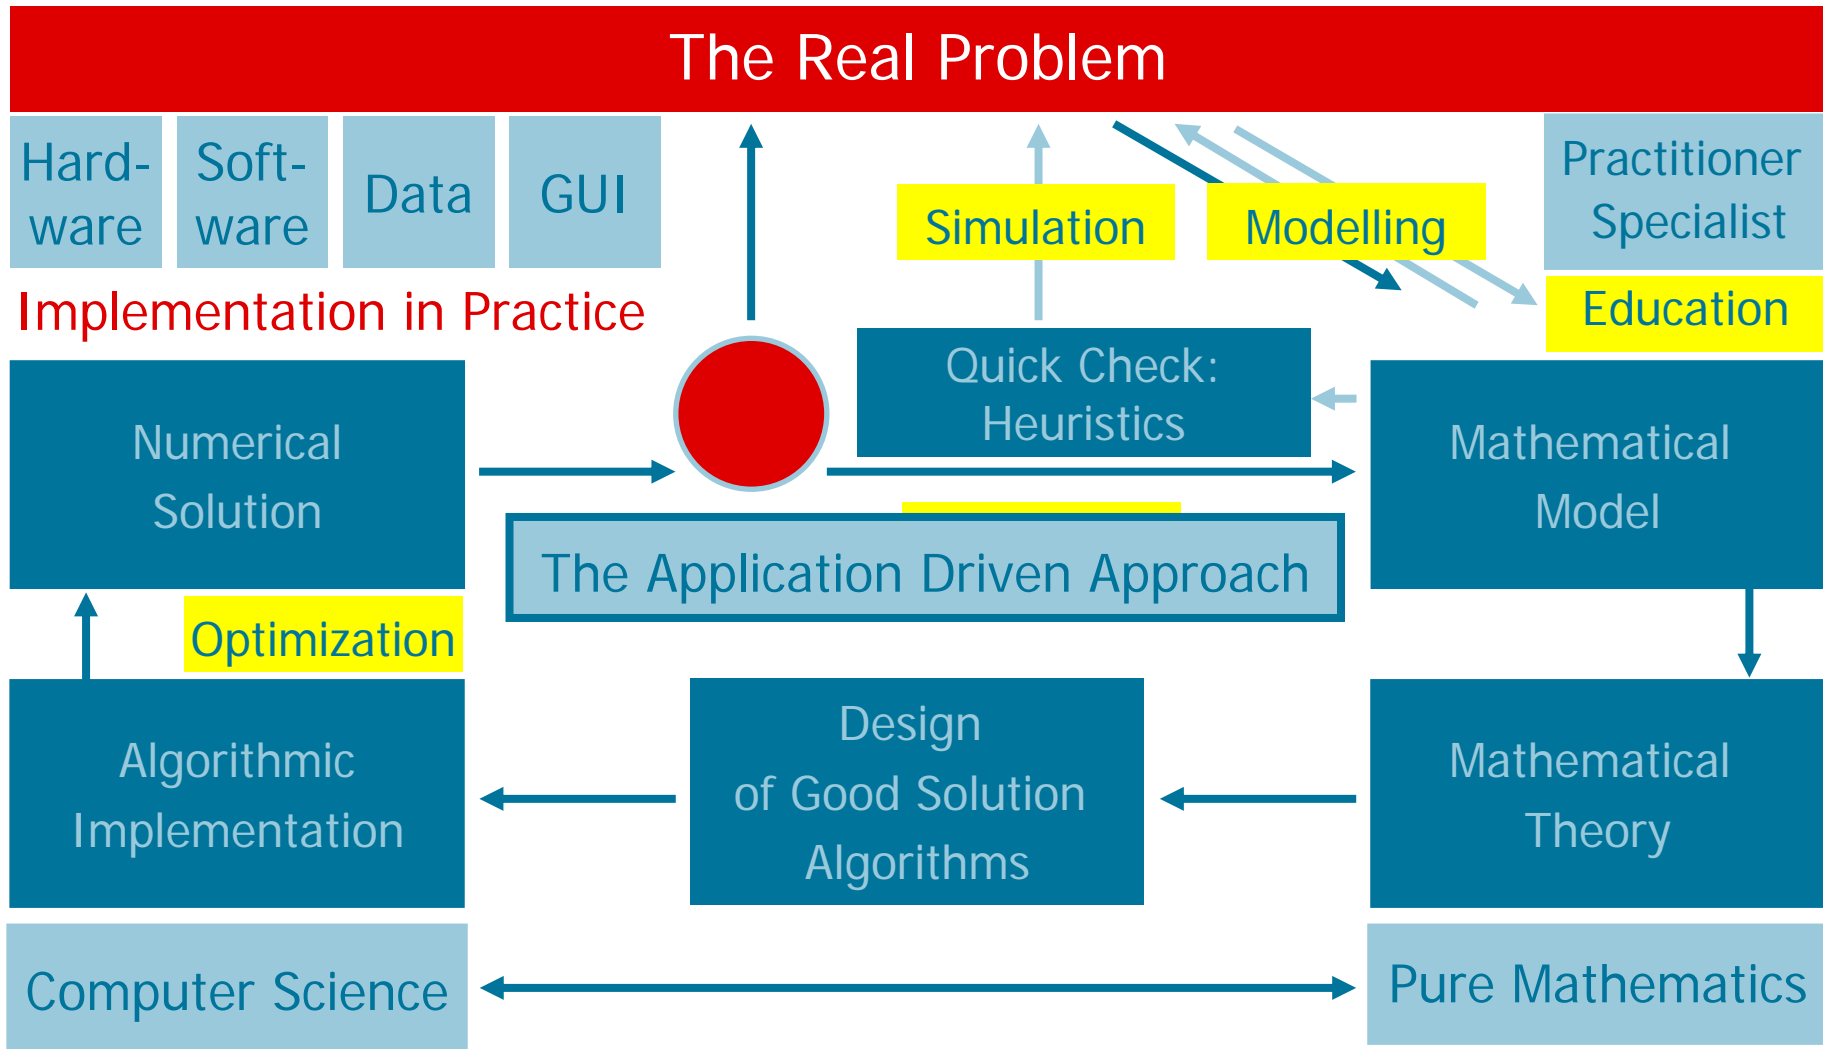 The Real Problem
Hard-
ware
Soft-
ware
Data
GUI
Practitioner
Specialist
Simulation
Modelling
Education
Implementation in Practice
Quick Check:
Heuristics
Numerical
Solution
Mathematical
Model
The Application Driven Approach
Optimization
Algorithmic
Implementation
Design
of Good Solution
Algorithms
Mathematical
Theory
Computer Science
Pure Mathematics